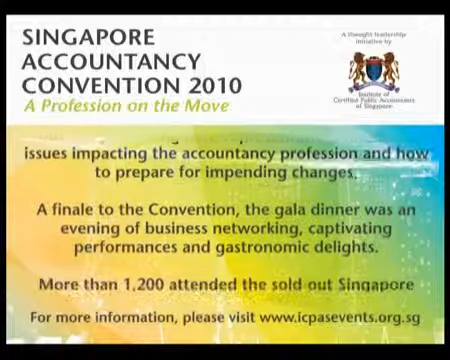 SINGAPORE
ACCOUNTANCY
CONVENTION 2010
A Profession on the Move
A thought leadership
initiative by
Institute of
Certified Public Accountants
of Singapore
issues impacting the accountancy profession and how
to prepare for impending changes.
A finale to the Convention, the gala dinner was an
evening of business networking, captivating
performances and gastronomic delights.
More than 1,200 attended the sold out Singapore
For more information, please visit www.icpasevents.org.sg